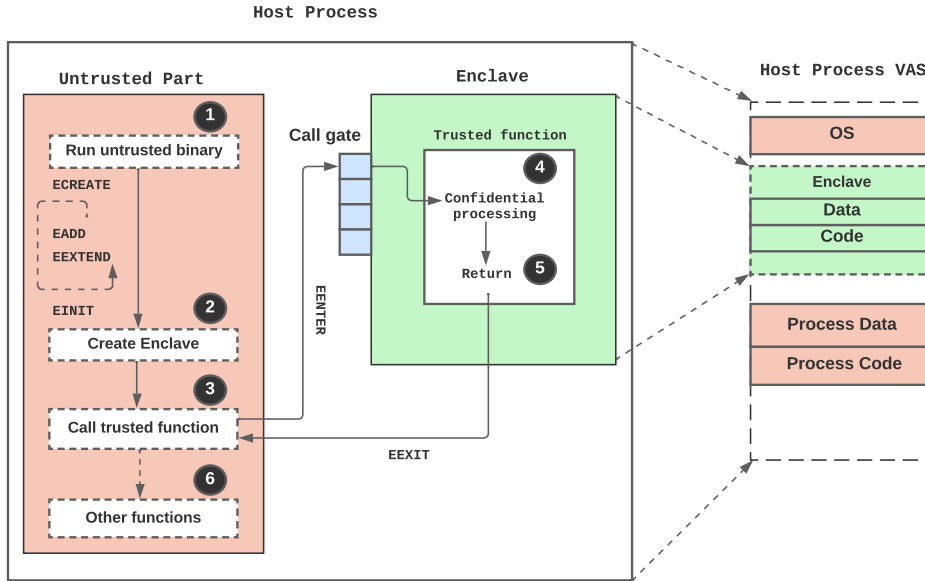 Host Process
Untrusted Part
1
Run untrusted binary
ECREATE
EADD
EEXTEND
EINIT
2
Create Enclave
3
Call trusted function
6
Other functions
Call gate
EENTER
EEXIT
Enclave
Trusted function
4
Confidential
processing
Return
5
Host Process VAS
OS
Enclave
Data
Code
Process Data
Process Code